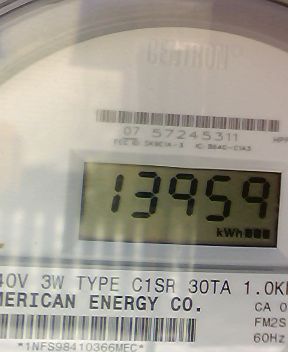 07 57245311
13959
kWh
40V 3W TYPE C1SR 30TA 1.0K
MERICAN ENERGY CO.
CA 0
FM2S
60Hz
*1NFS98410366MEC*